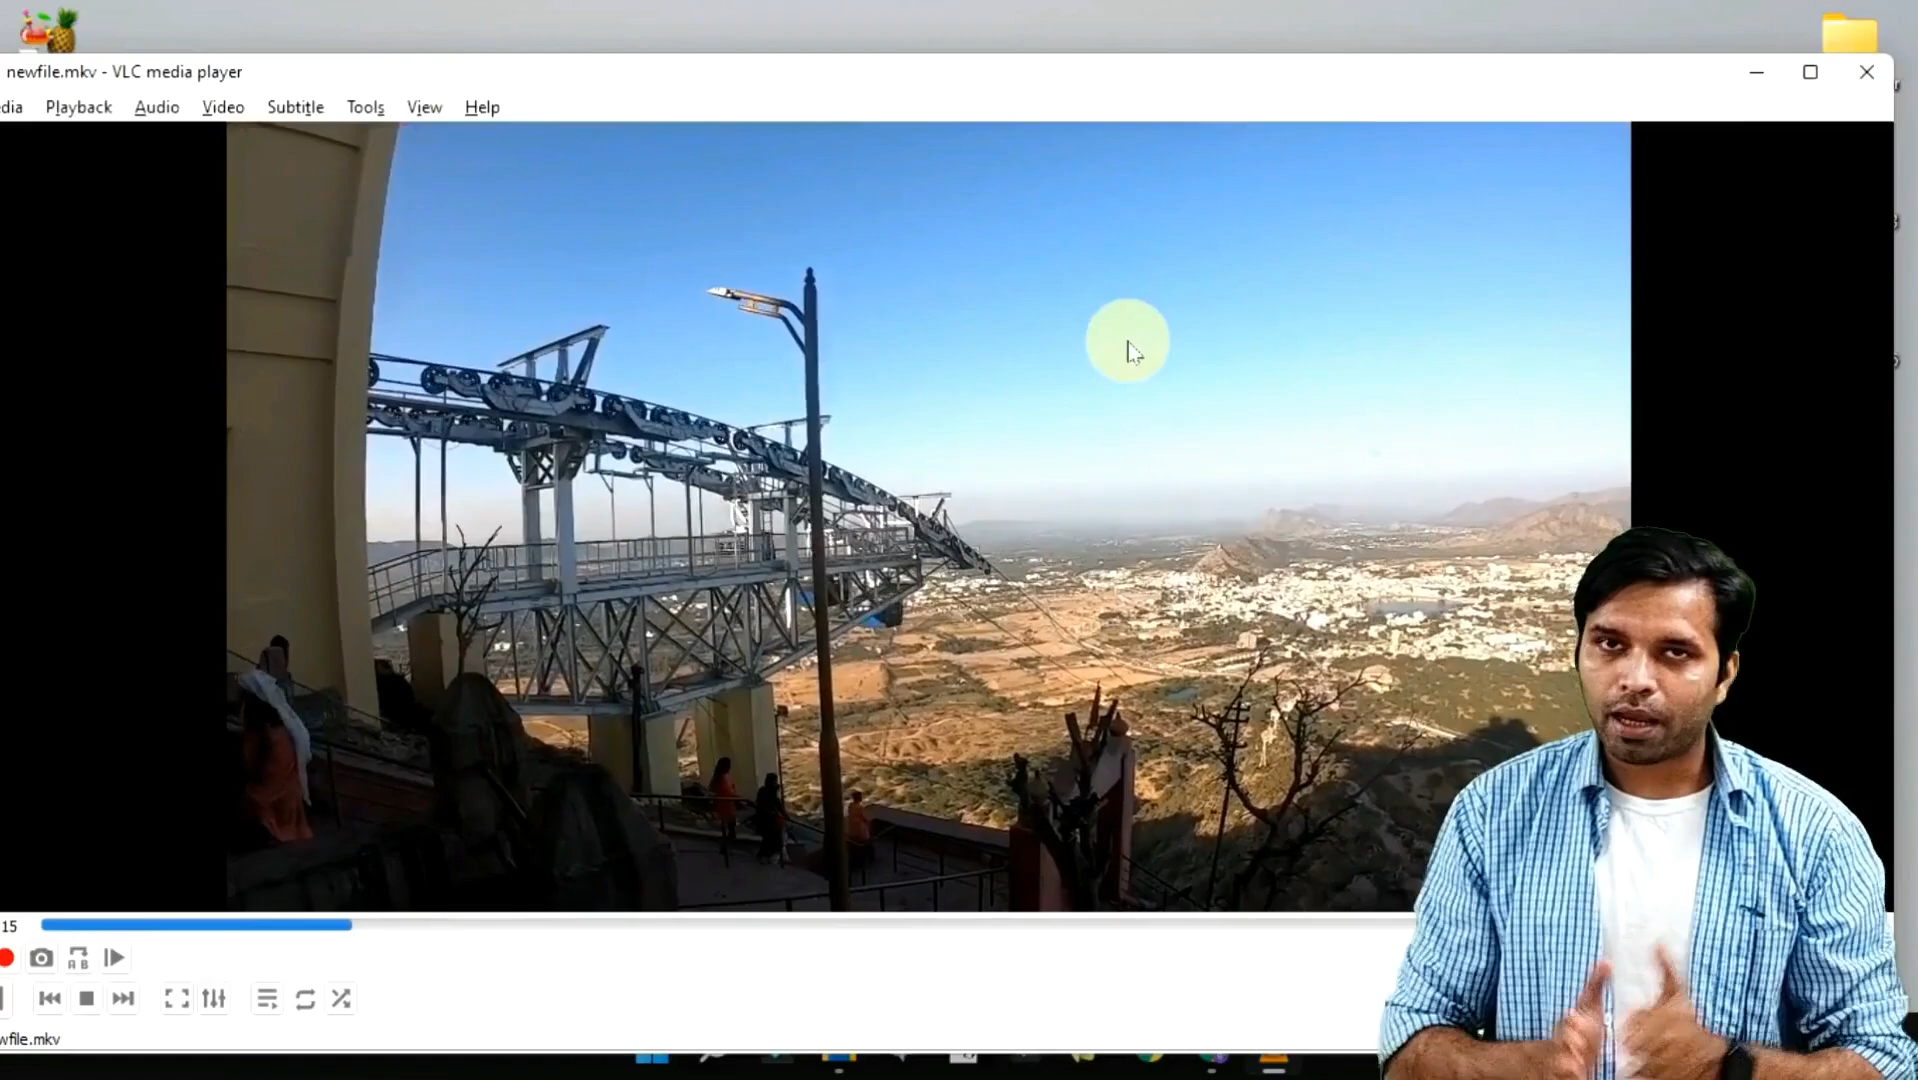 newfile.mkv - VLC media player
dia Playback Audio Video Subtitle Tools View Help
15
A B
wfile.mkv